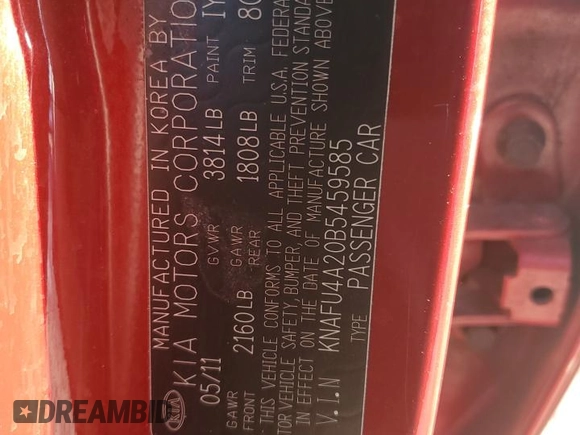 MANUFACTURED IN KOREA BY
KIA MOTORS CORPORATION
05/11 GVWR 3814LB PAINT IY
GAWR FRONT 2160LB GAWR REAR 1808LB TRIM
THIS VEHICLE CONFORMS TO ALL APPLICABLE U.S.A. FEDERA
TOR VEHICLE SAFETY, BUMPER, AND THEFT PREVENTION STANDA
IN EFFECT ON THE DATE OF MANUFACTURE SHOWN ABOVE
V.I.N KNAFU4A20B5459585
TYPE PASSENGER CAR
KIA
DREAMBID